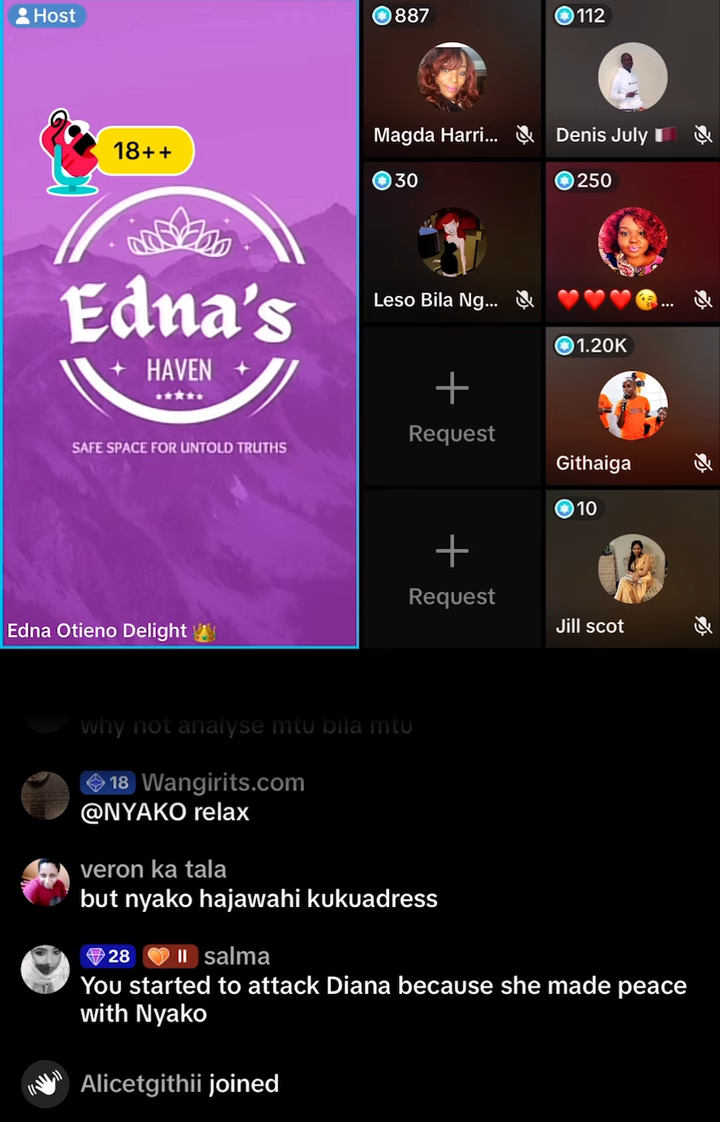 Host
18++
Edna's
HAVEN
SAFE SPACE FOR UNTOLD TRUTHS
Edna Otieno Delight 👑
887
Magda Harri...
112
Denis July 🇶🇦
30
Leso Bila Ng...
250
❤️❤️❤️😘...
+
Request
1.20K
Githaiga
+
Request
10
Jill scot
why not analyse mtu bila mtu
18 Wangirits.com
@NYAKO relax
veron ka tala
but nyako hajawahi kukuadress
28 II salma
You started to attack Diana because she made peace
with Nyako
Alicetgithii joined